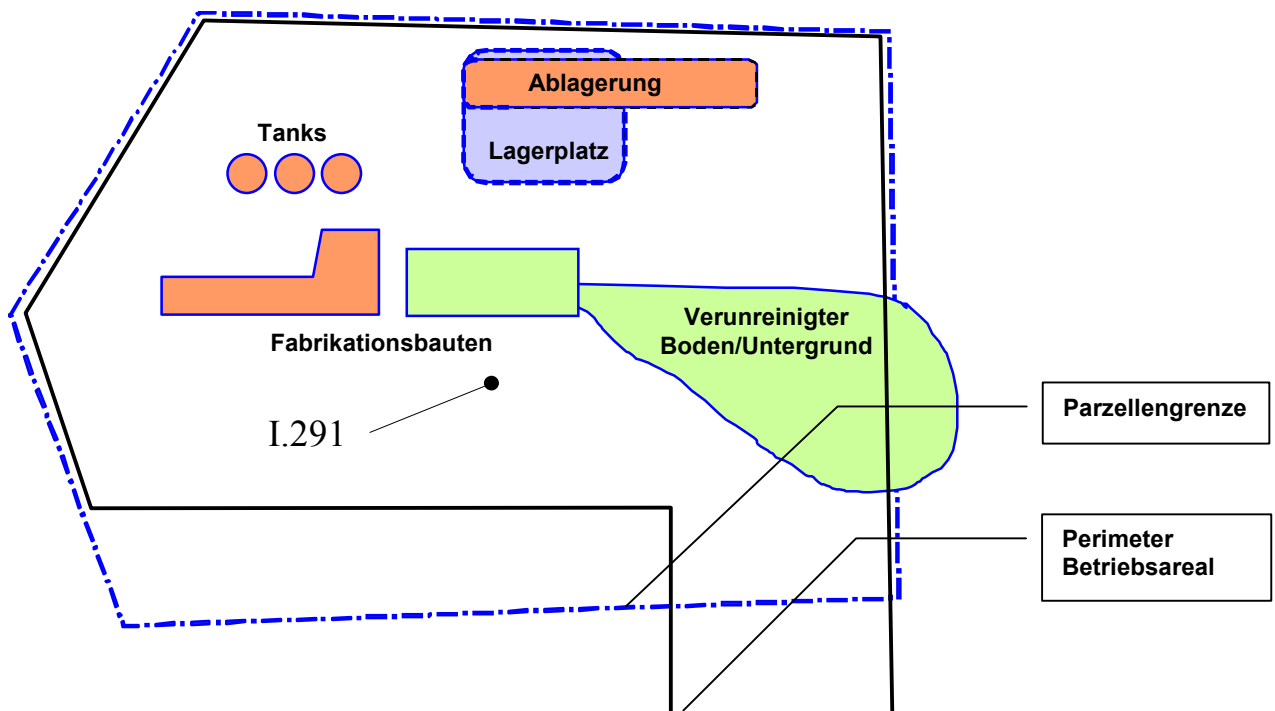 Ablagerung
Tanks
Lagerplatz
Verunreinigter
Boden/Untergrund
Fabrikationsbauten
I.291
Parzellengrenze
Perimeter
Betriebsareal